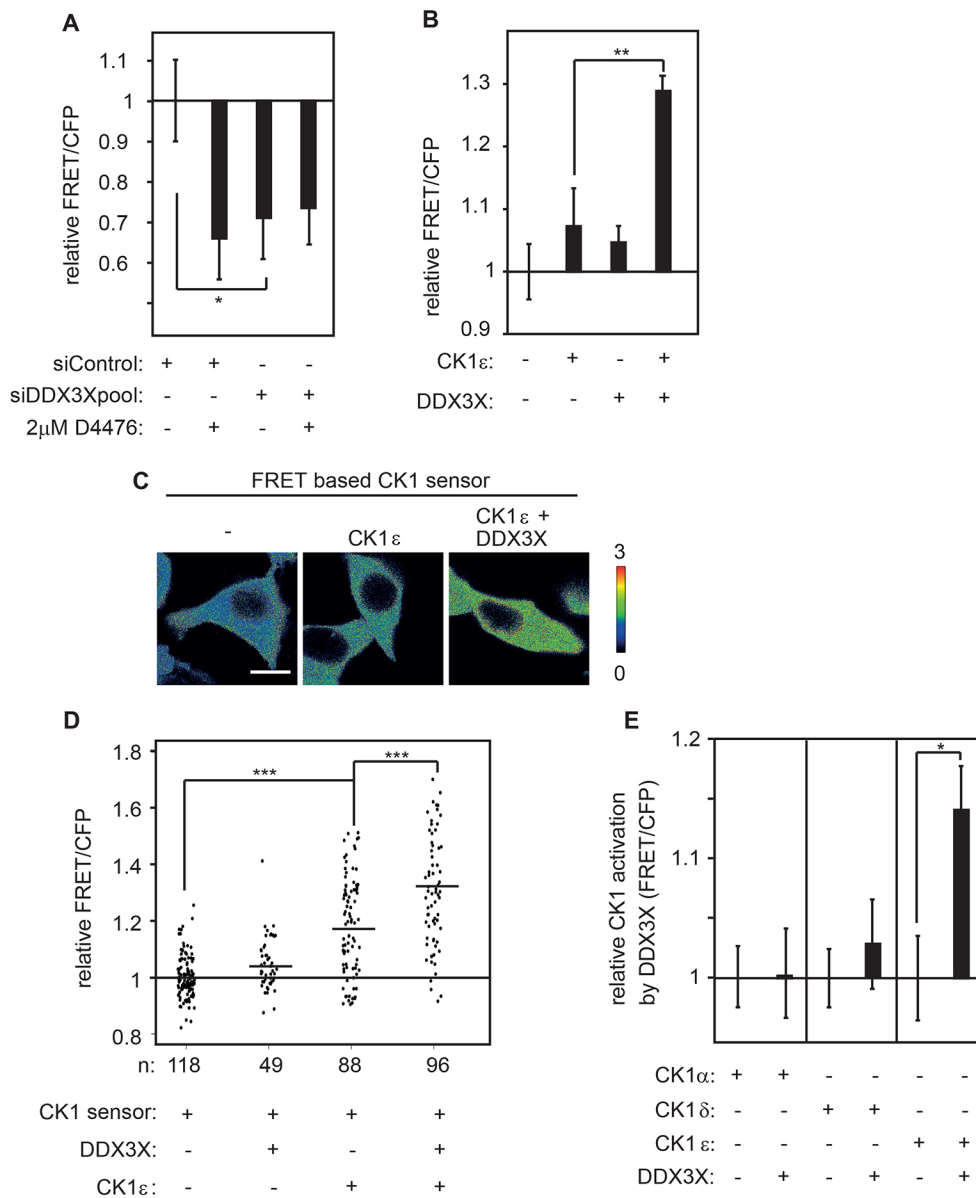 A
1.1
1
0.9
0.8
0.7
0.6
relative FRET/CFP
*
siControl: + + - -
siDDX3Xpool: - - + +
2μM D4476: - + - +
B
**
1.3
1.2
1.1
1
0.9
relative FRET/CFP
CK1ε: - + - +
DDX3X: - - + +
C
FRET based CK1 sensor
- CK1ε CK1ε +
DDX3X
3
0
D
1.8
1.6
1.4
1.2
1
0.8
relative FRET/CFP
*** ***
n: 118 49 88 96
CK1 sensor: + + + +
DDX3X: - + - +
CK1ε: - - + +
E
1.2
1.1
1
relative CK1 activation
by DDX3X (FRET/CFP)
*
CK1α: + + - - - -
CK1δ: - - + + - -
CK1ε: - - - - + +
DDX3X: - + - + - +